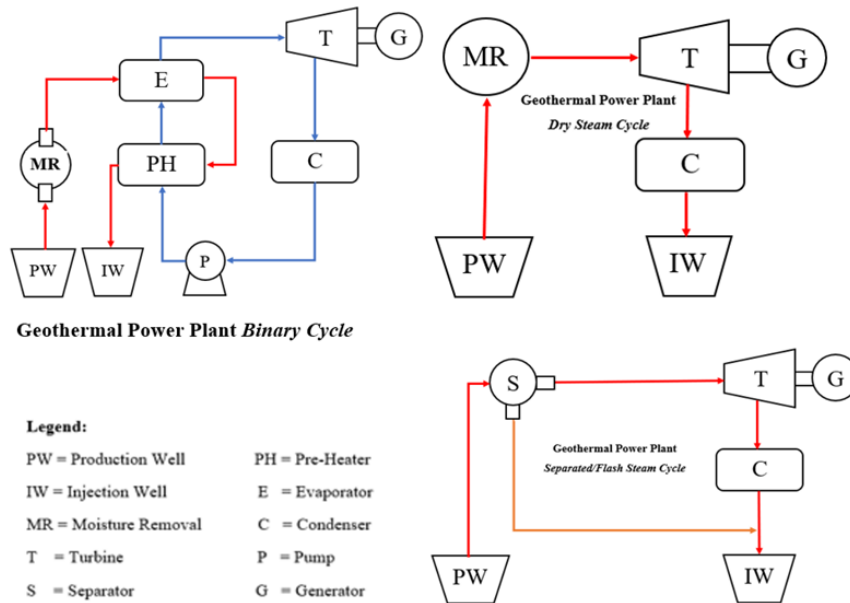 T
G
E
MR
PH
C
P
PW
IW
Geothermal Power Plant Binary Cycle
MR
T
G
Geothermal Power Plant
Dry Steam Cycle
C
PW
IW
S
T
G
Geothermal Power Plant
Separated/Flash Steam Cycle
C
PW
IW
Legend:
PW = Production Well
IW = Injection Well
MR = Moisture Removal
T = Turbine
S = Separator
PH = Pre-Heater
E = Evaporator
C = Condenser
P = Pump
G = Generator